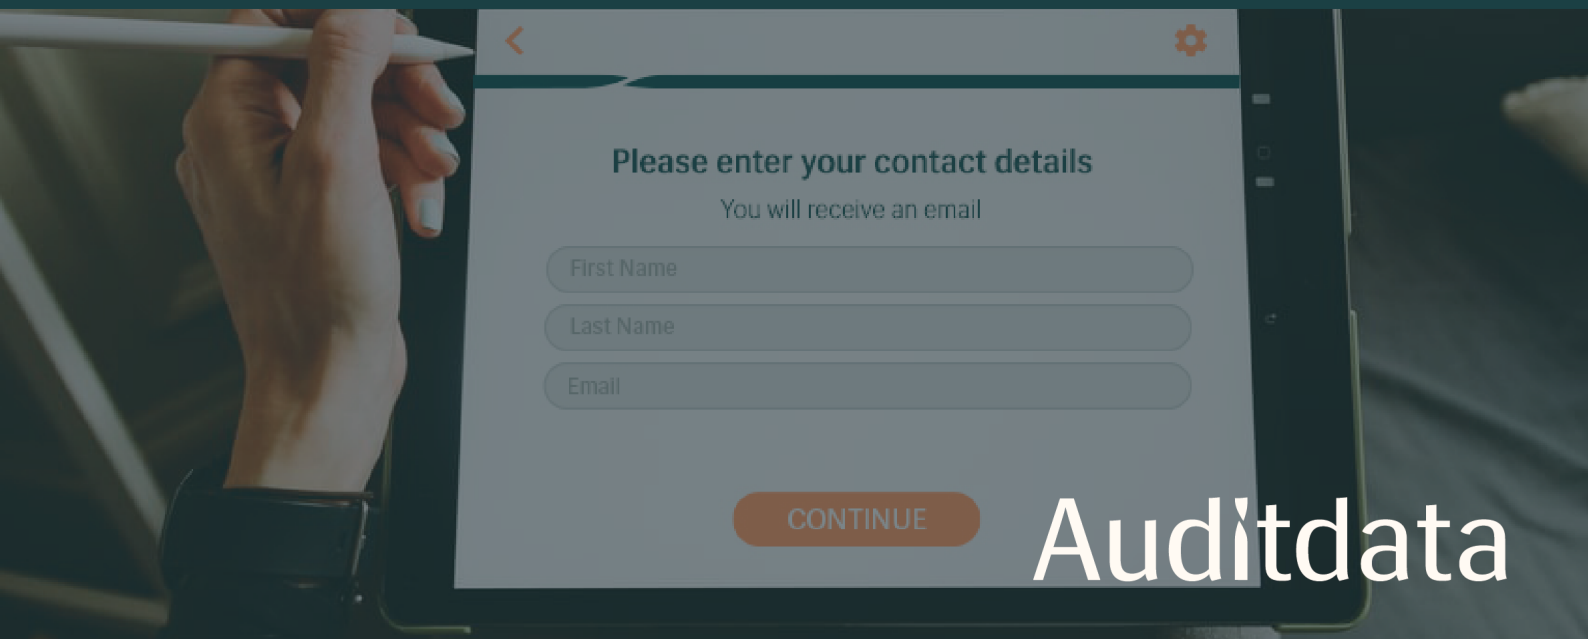 Please enter your contact details
You will receive an email
First Name
Last Name
Email
CONTINUE
Auditdata